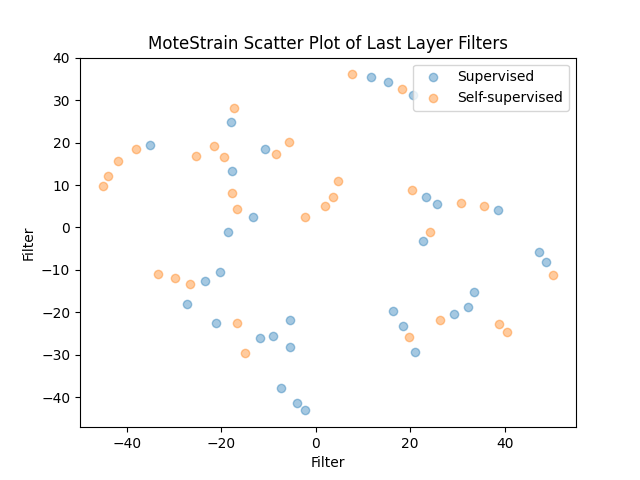 MoteStrain Scatter Plot of Last Layer Filters
Supervised
Self-supervised
40
30
20
10
0
−10
−20
−30
−40
Filter
−40
−20
0
20
40
Filter